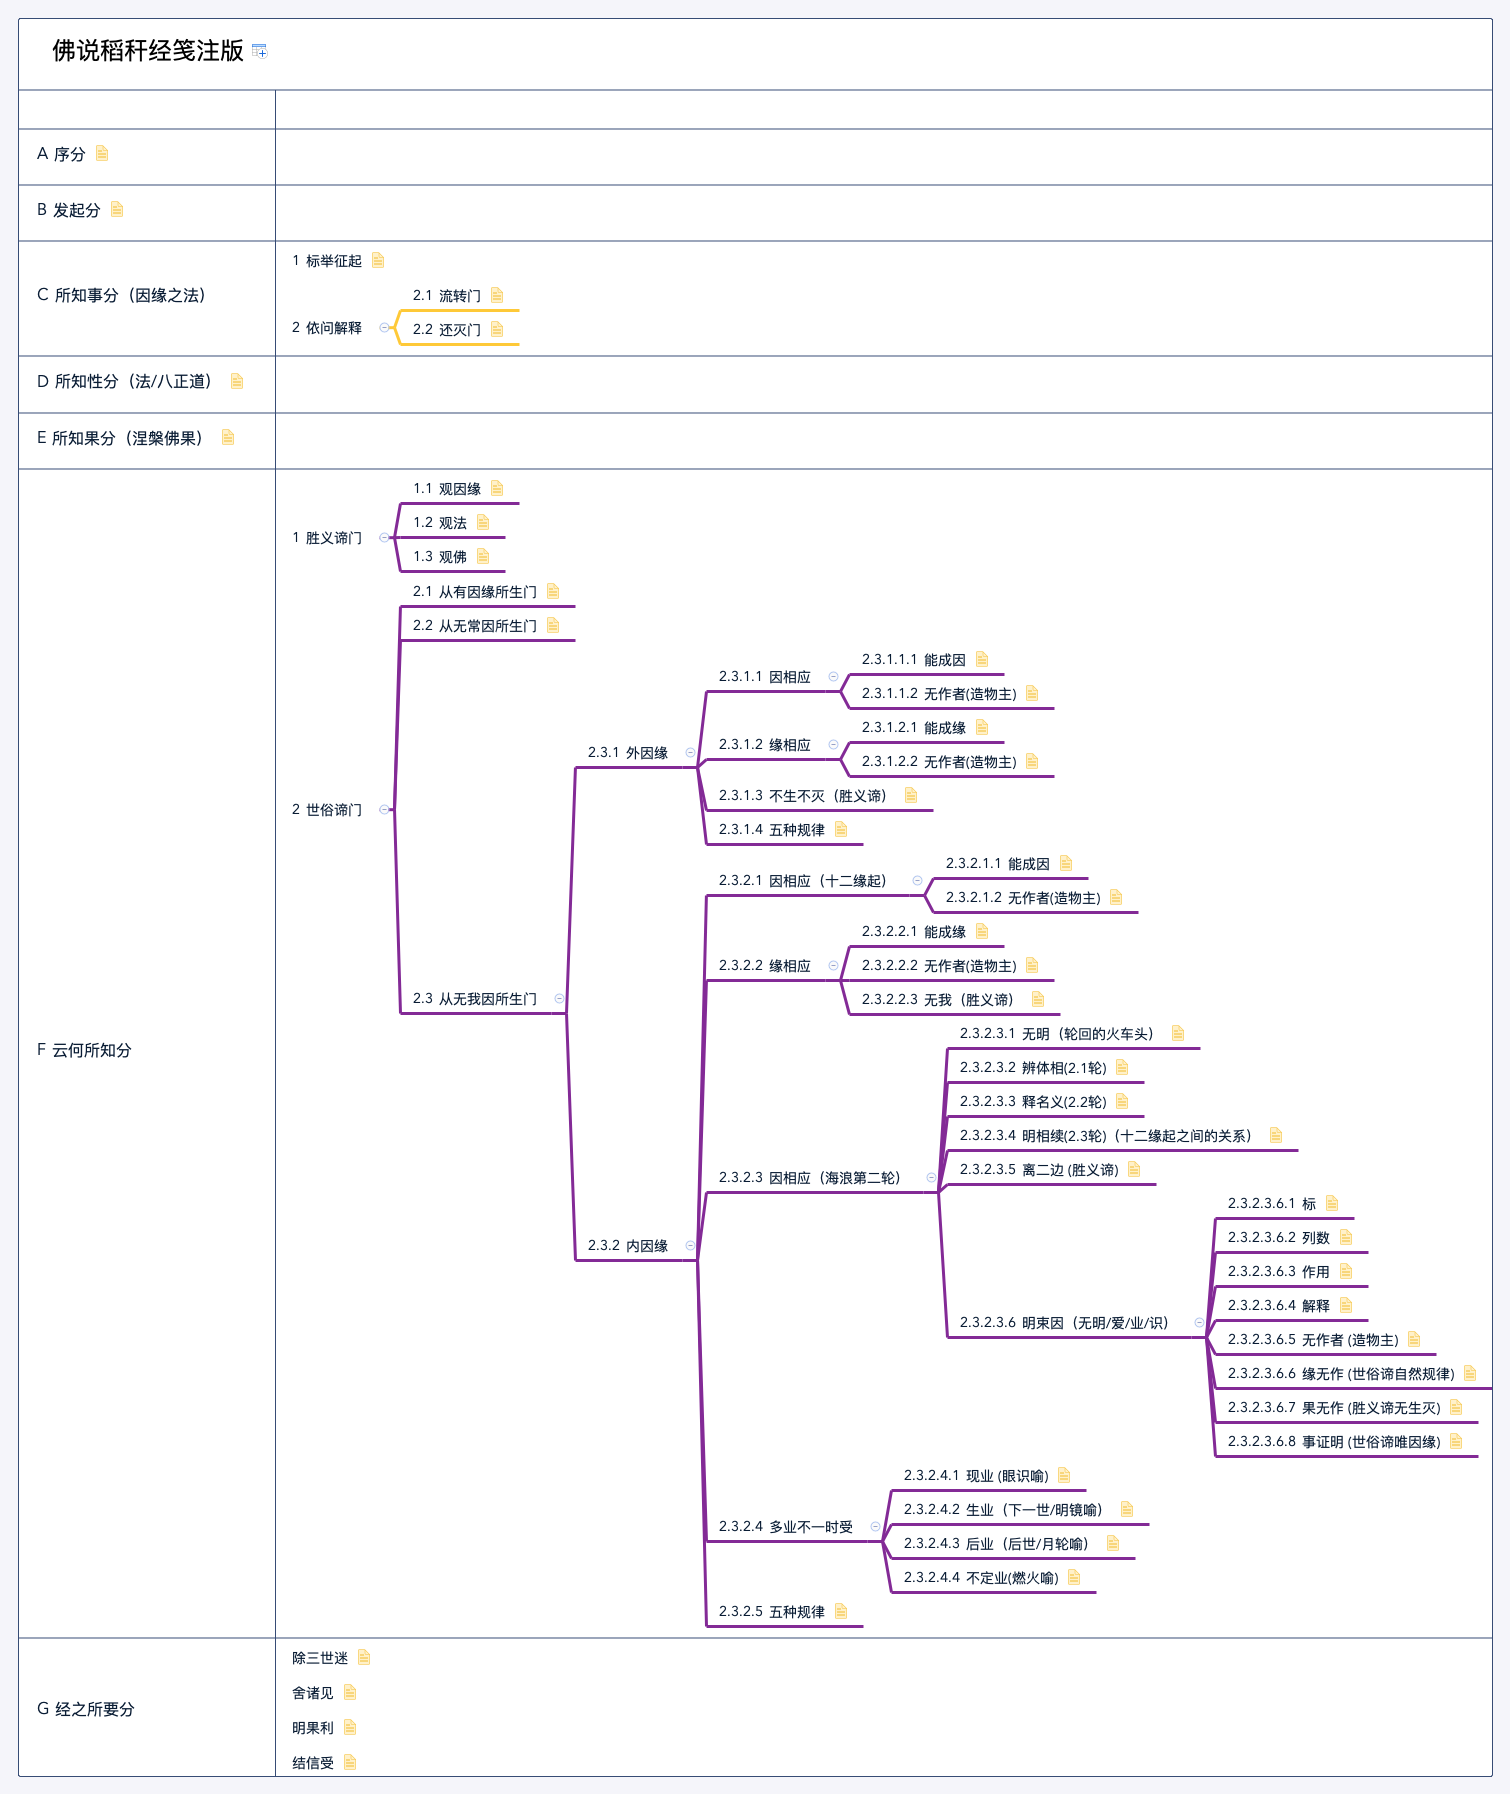 佛说稻秆经笺注版
A 序分
B 发起分
C 所知事分（因缘之法）
1 标举征起
2 依问解释
2.1 流转门
2.2 还灭门
D 所知性分（法/八正道）
E 所知果分（涅槃佛果）
F 云何所知分
1 胜义谛门
1.1 观因缘
1.2 观法
1.3 观佛
2 世俗谛门
2.1 从有因缘所生门
2.2 从无常因所生门
2.3 从无我因所生门
2.3.1 外因缘
2.3.1.1 因相应
2.3.1.1.1 能成因
2.3.1.1.2 无作者(造物主)
2.3.1.2 缘相应
2.3.1.2.1 能成缘
2.3.1.2.2 无作者(造物主)
2.3.1.3 不生不灭（胜义谛）
2.3.1.4 五种规律
2.3.2 内因缘
2.3.2.1 因相应（十二缘起）
2.3.2.1.1 能成因
2.3.2.1.2 无作者(造物主)
2.3.2.2 缘相应
2.3.2.2.1 能成缘
2.3.2.2.2 无作者(造物主)
2.3.2.2.3 无我（胜义谛）
2.3.2.3 因相应（海浪第二轮）
2.3.2.3.1 无明（轮回的火车头）
2.3.2.3.2 辨体相(2.1轮)
2.3.2.3.3 释名义(2.2轮)
2.3.2.3.4 明相续(2.3轮)（十二缘起之间的关系）
2.3.2.3.5 离二边 (胜义谛)
2.3.2.3.6 明束因（无明/爱/业/识）
2.3.2.3.6.1 标
2.3.2.3.6.2 列数
2.3.2.3.6.3 作用
2.3.2.3.6.4 解释
2.3.2.3.6.5 无作者 (造物主)
2.3.2.3.6.6 缘无作 (世俗谛自然规律)
2.3.2.3.6.7 果无作 (胜义谛无生灭)
2.3.2.3.6.8 事证明 (世俗谛唯因缘)
2.3.2.4 多业不一时受
2.3.2.4.1 现业 (眼识喻)
2.3.2.4.2 生业（下一世/明镜喻）
2.3.2.4.3 后业（后世/月轮喻）
2.3.2.4.4 不定业(燃火喻)
2.3.2.5 五种规律
G 经之所要分
除三世迷
舍诸见
明果利
结信受